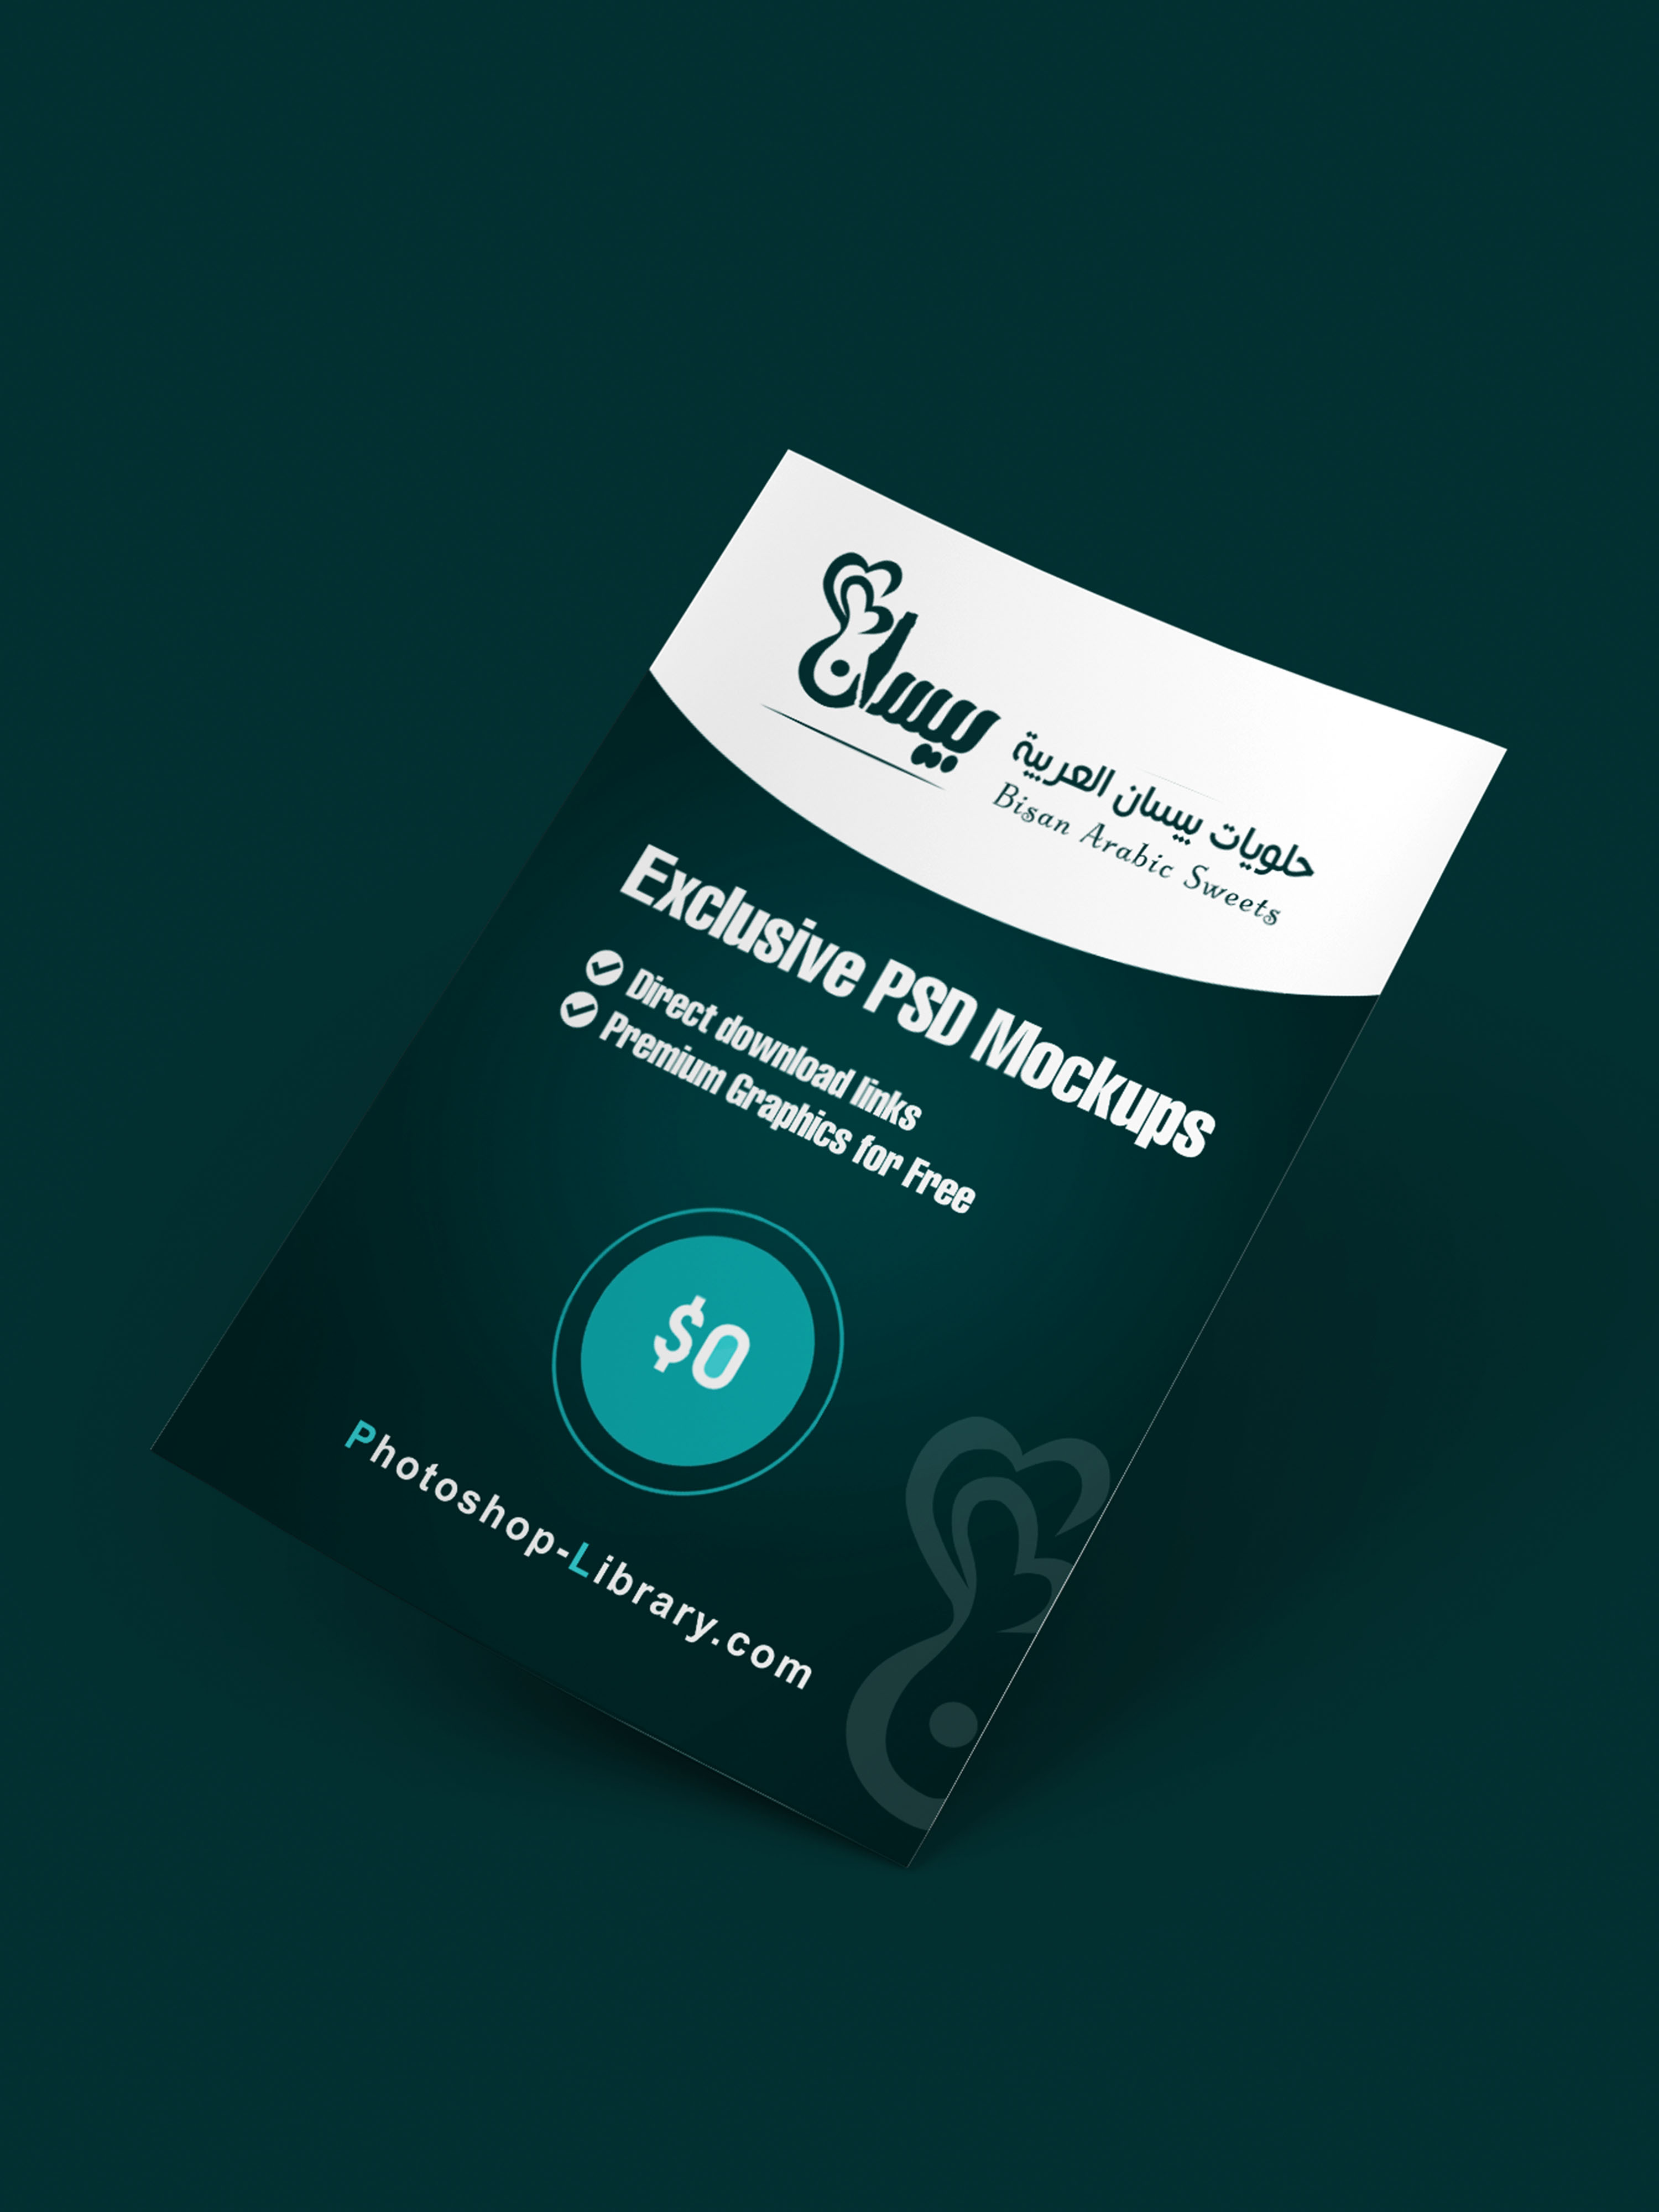 بيسان
حلويات بيسان العربية
Bisan Arabic Sweets
Exclusive PSD Mockups
Direct download links
Premium Graphics for Free
$0
Photoshop-Library.com